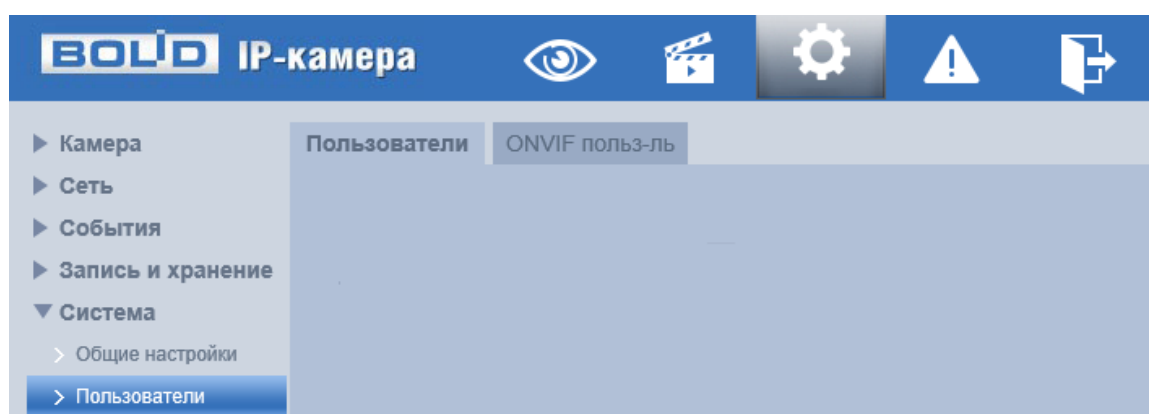 BOLID IP-камера
Камера
Пользователи ONVIF польз-ль
Сеть
События
Запись и хранение
Система
Общие настройки
Пользователи